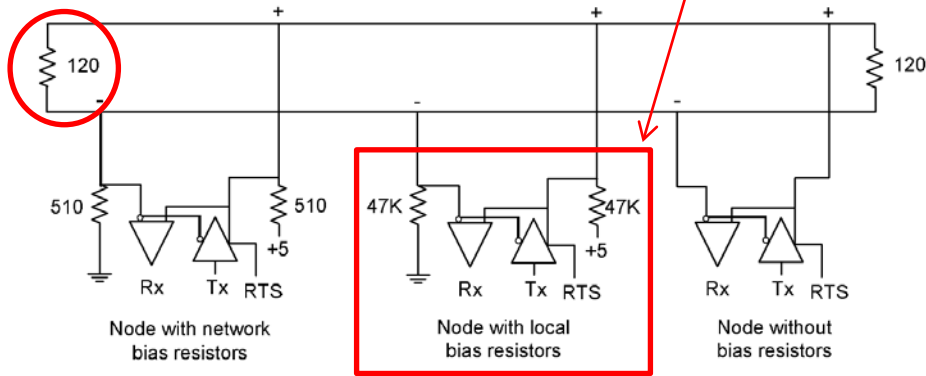 + + +
120 120
- - -
510 510 47K 47K
+5 +5
Rx Tx RTS Rx Tx RTS Rx Tx RTS
Node with network Node with local Node without
bias resistors bias resistors bias resistors